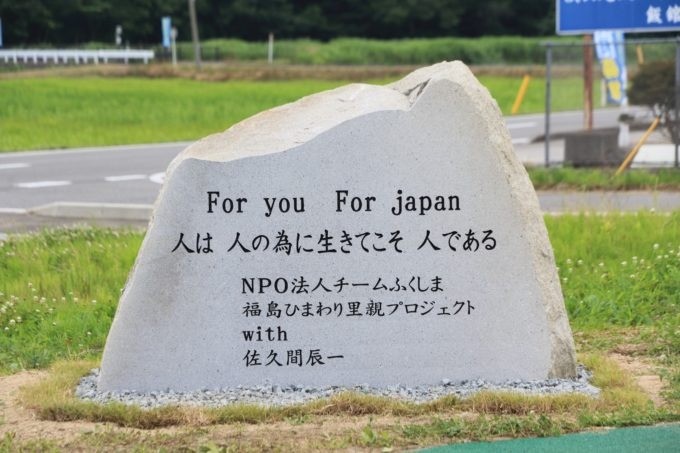 飯舘
For you For japan
人は 人の為に生きてこそ 人である
NPO法人チームふくしま
福島ひまわり里親プロジェクト
with
佐久間辰一